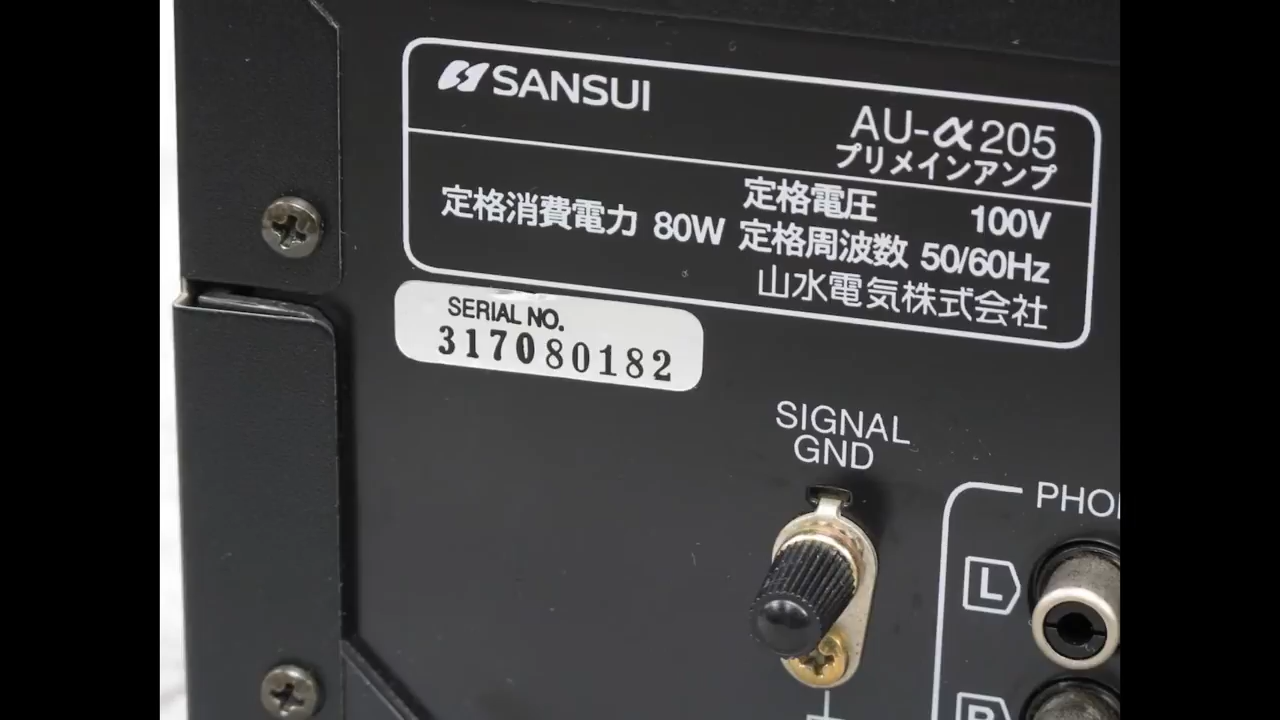 SANSUI
AU-α205
プリメインアンプ
定格電圧 100V
定格消費電力 80W 定格周波数 50/60Hz
山水電気株式会社
SERIAL NO.
317080182
SIGNAL
GND
L